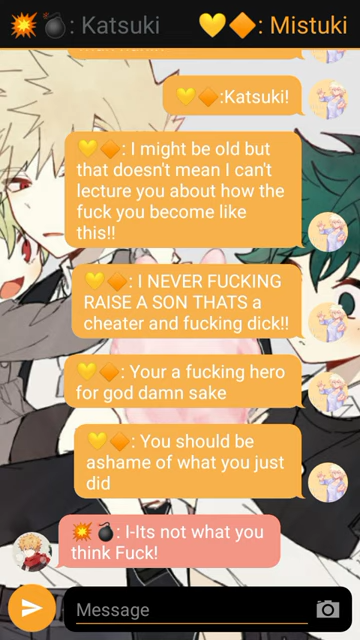 💥💣: Katsuki 💛🔶: Mistuki
💛🔶:Katsuki!
💛🔶: I might be old but
that doesn't mean I can't
lecture you about how the
fuck you become like
this!!
💛🔶: I NEVER FUCKING
RAISE A SON THATS a
cheater and fucking dick!!
💛🔶: Your a fucking hero
for god damn sake
💛🔶: You should be
ashame of what you just
did
💥💣: I-Its not what you
think Fuck!
Message